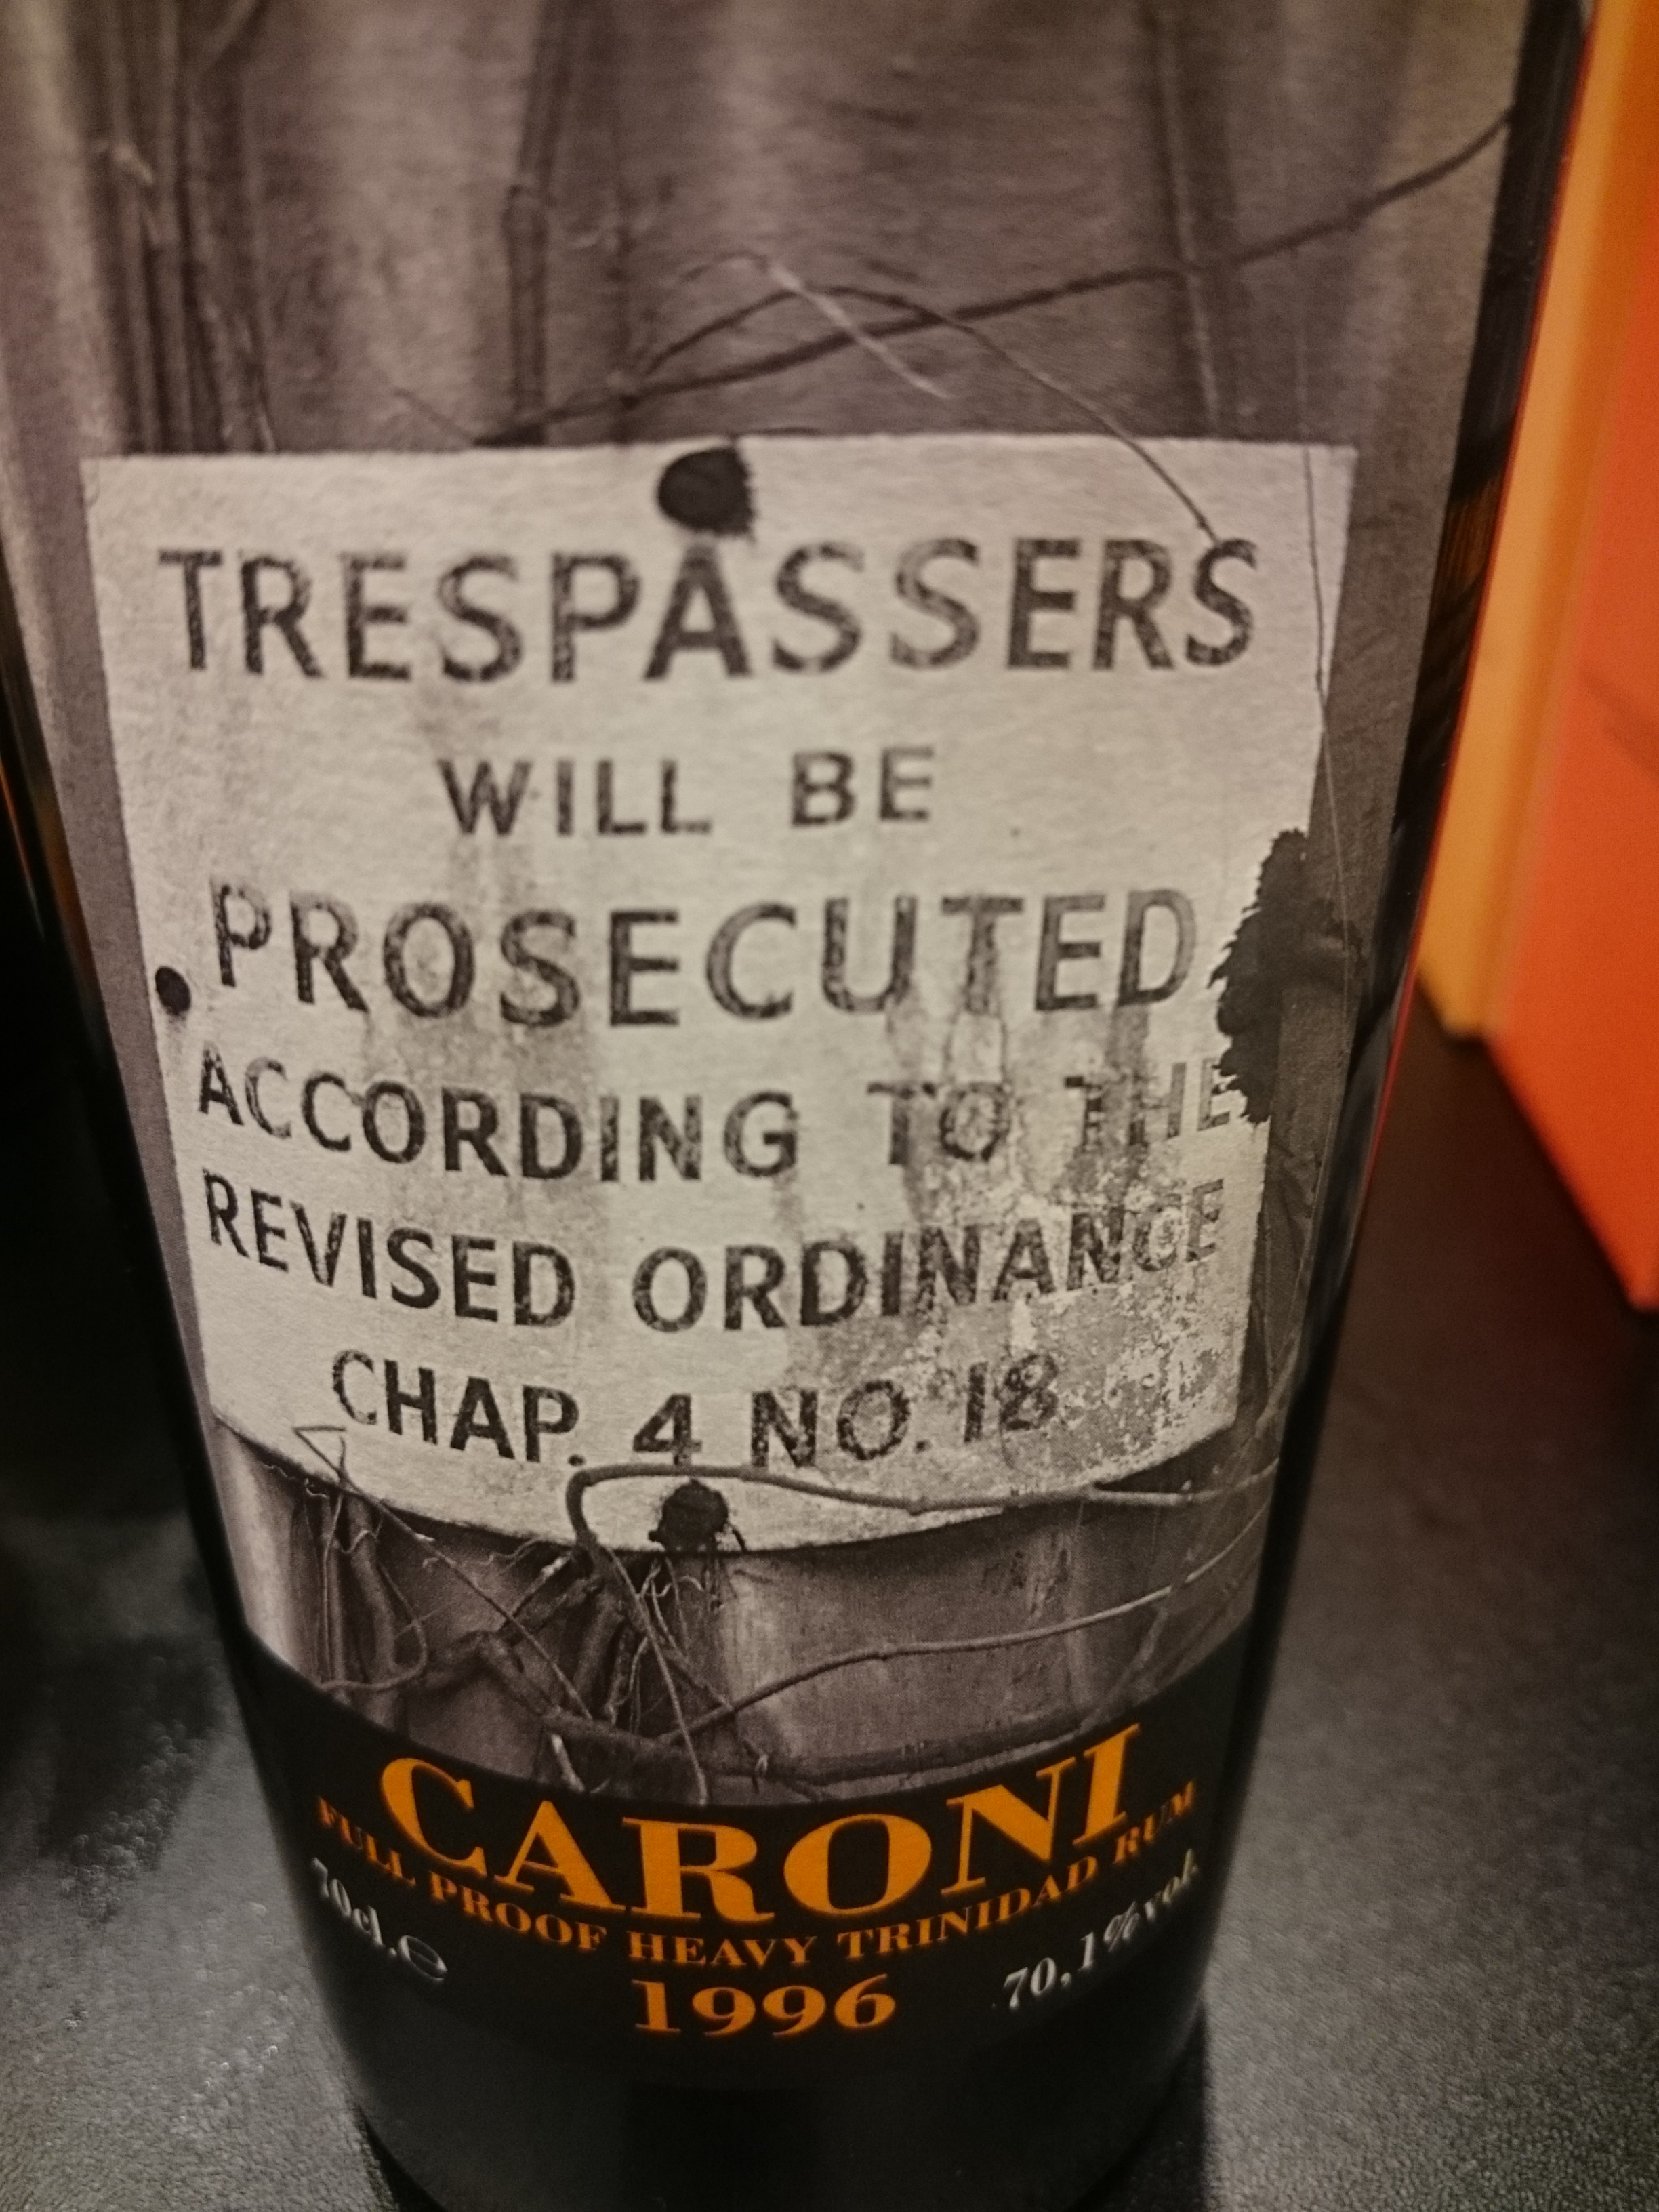 TRESPASSERS
WILL BE
PROSECUTED
ACCORDING TO THE
REVISED ORDINANCE
CHAP. 4 NO. 18
CARONI
FULL PROOF HEAVY TRINIDAD RUM
70cl.℮
1996
70,1%vol.